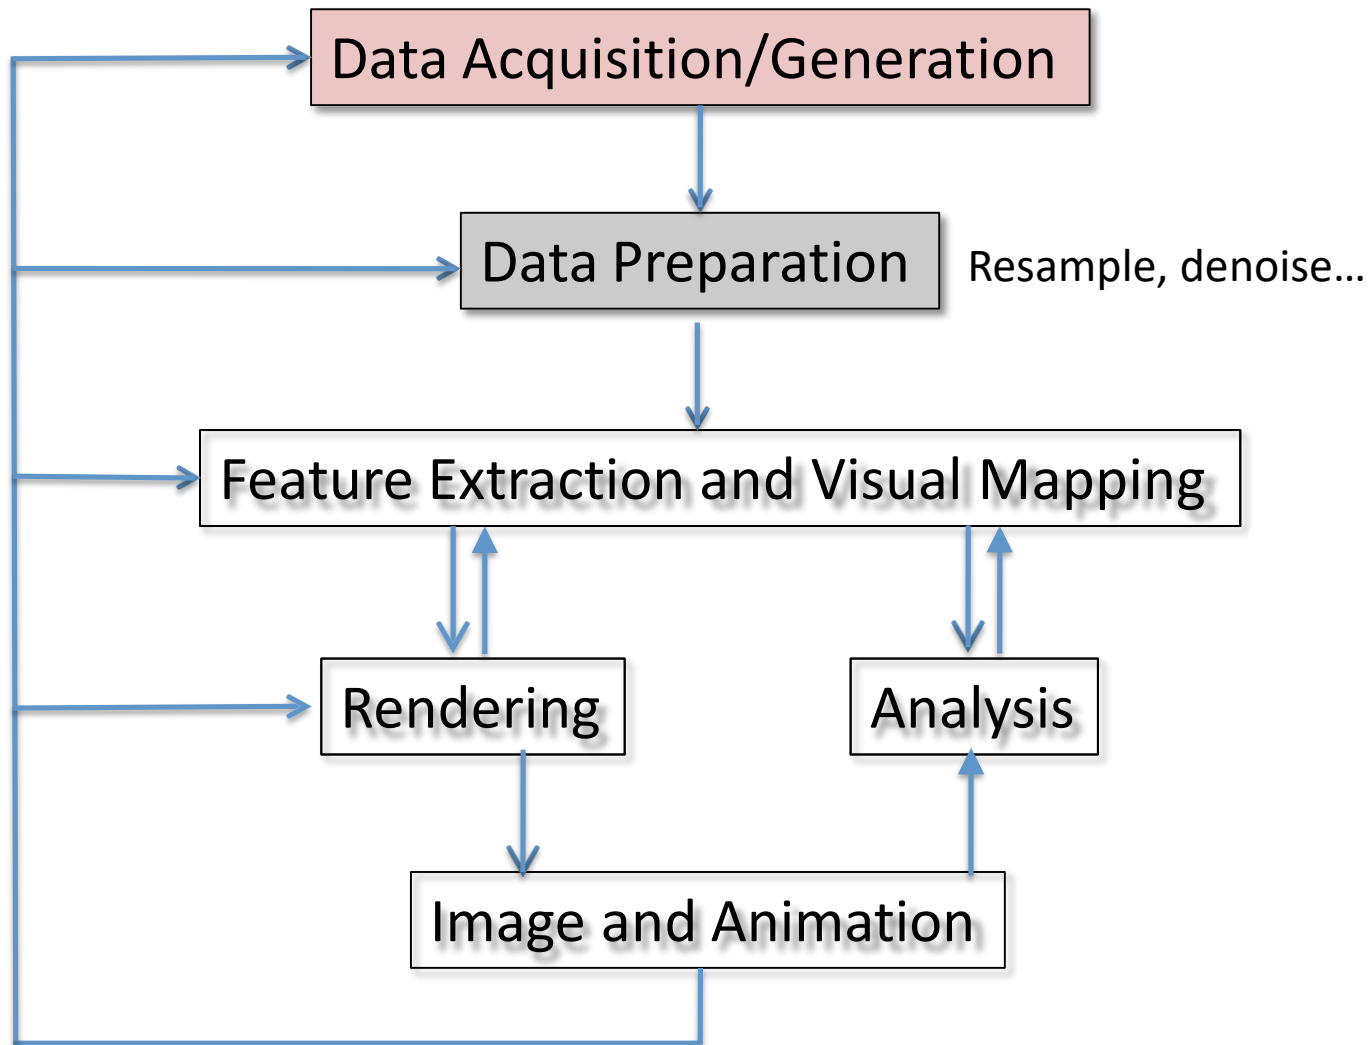 Data Acquisition/Generation
Data Preparation
Resample, denoise…
Feature Extraction and Visual Mapping
Rendering
Analysis
Image and Animation